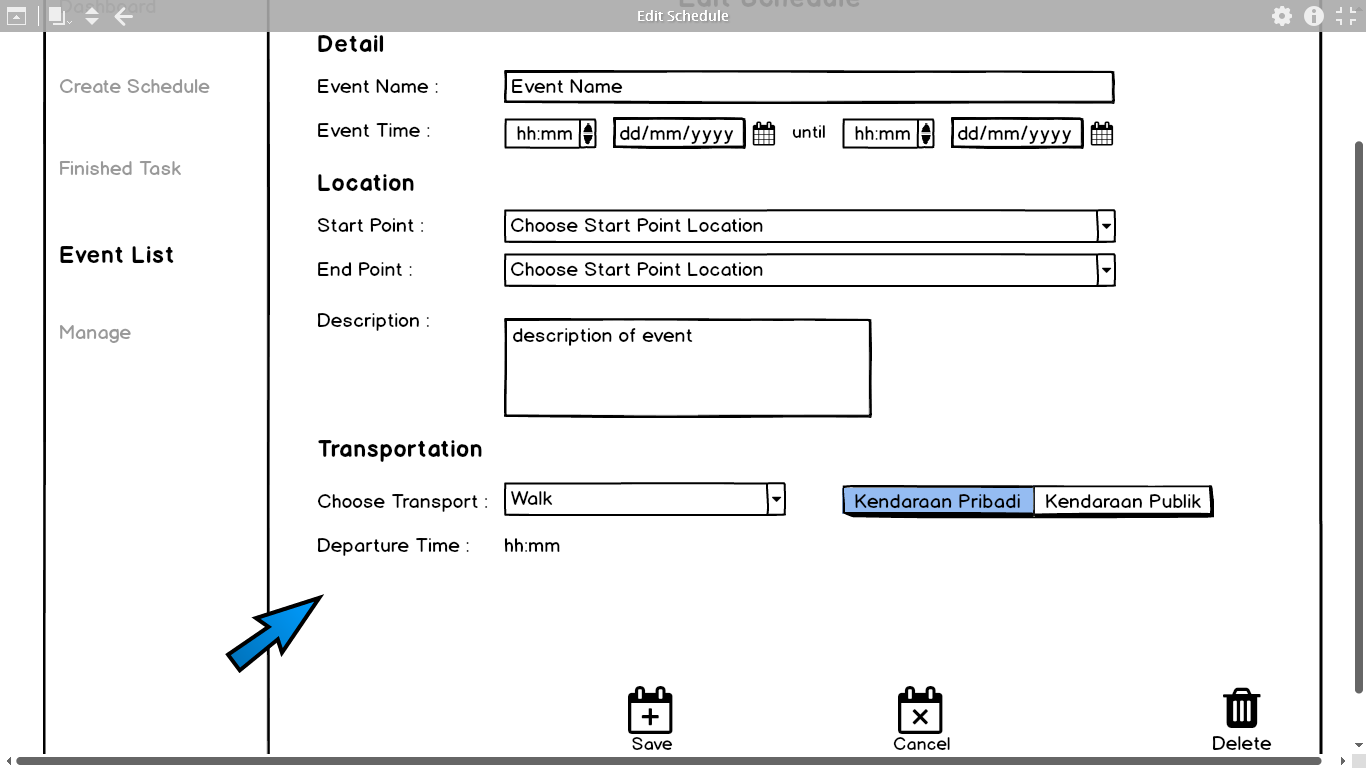 Dashboard
Edit Schedule
Edit Schedule
Detail
Create Schedule
Event Name :
Event Name
Event Time :
hh:mm
dd/mm/yyyy
until
hh:mm
dd/mm/yyyy
Finished Task
Location
Start Point :
Choose Start Point Location
Event List
End Point :
Choose Start Point Location
Description :
description of event
Manage
Transportation
Choose Transport :
Walk
Kendaraan Pribadi
Kendaraan Publik
Departure Time :
hh:mm
Save
Cancel
Delete